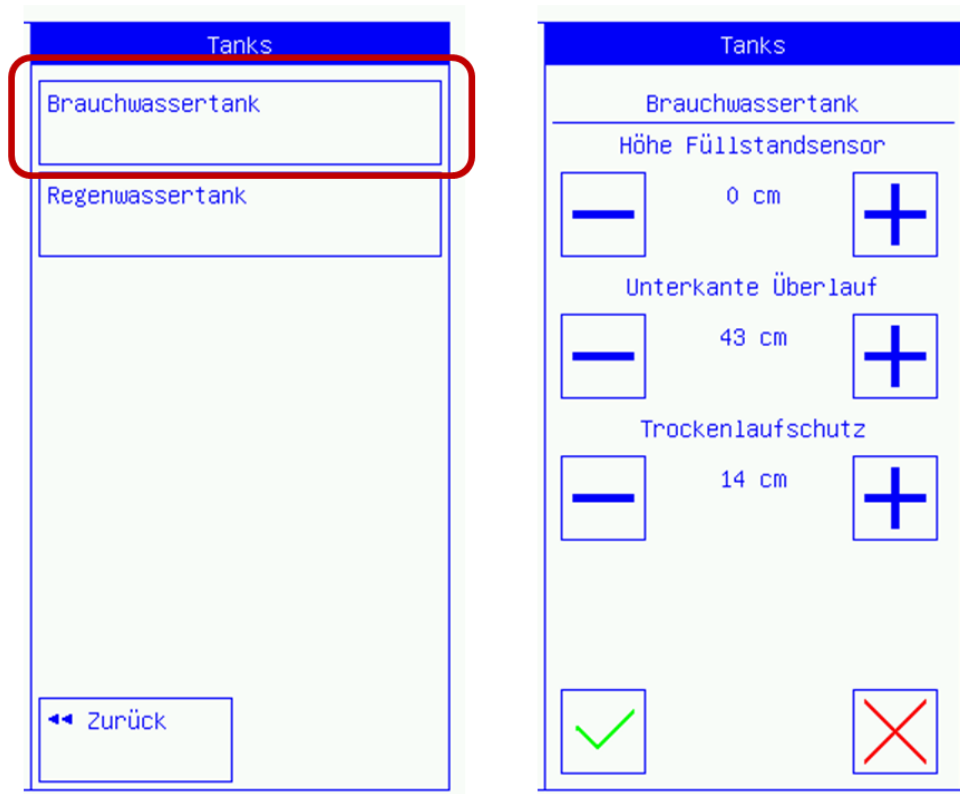 Tanks
Brauchwassertank
Regenwassertank
Zurück
Tanks
Brauchwassertank
Höhe Füllstandsensor
0 cm
Unterkante Überlauf
43 cm
Trockenlaufschutz
14 cm